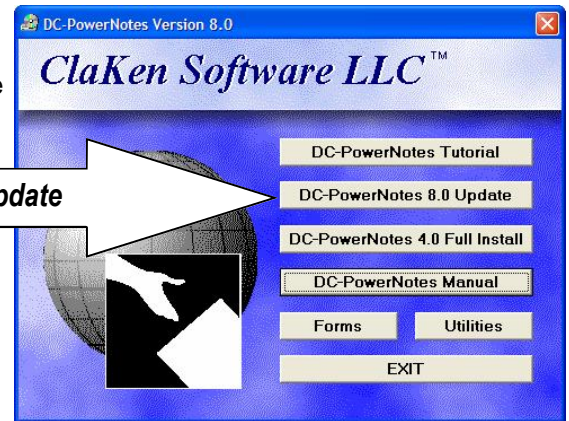 DC-PowerNotes Version 8.0
ClaKen Software LLC™
DC-PowerNotes Tutorial
DC-PowerNotes 8.0 Update
DC-PowerNotes 4.0 Full Install
DC-PowerNotes Manual
Forms
Utilities
EXIT